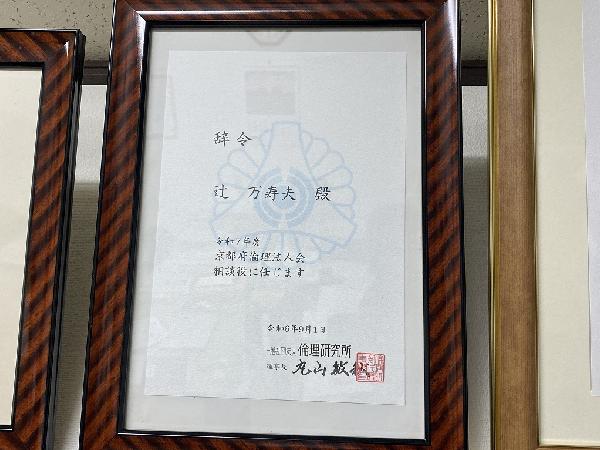 辞令
辻 万寿夫 殿
令和7年度
京都府倫理法人会
相談役に任じます
令和6年9月1日
一般社団法人 倫理研究所
理事長 丸山敏秋